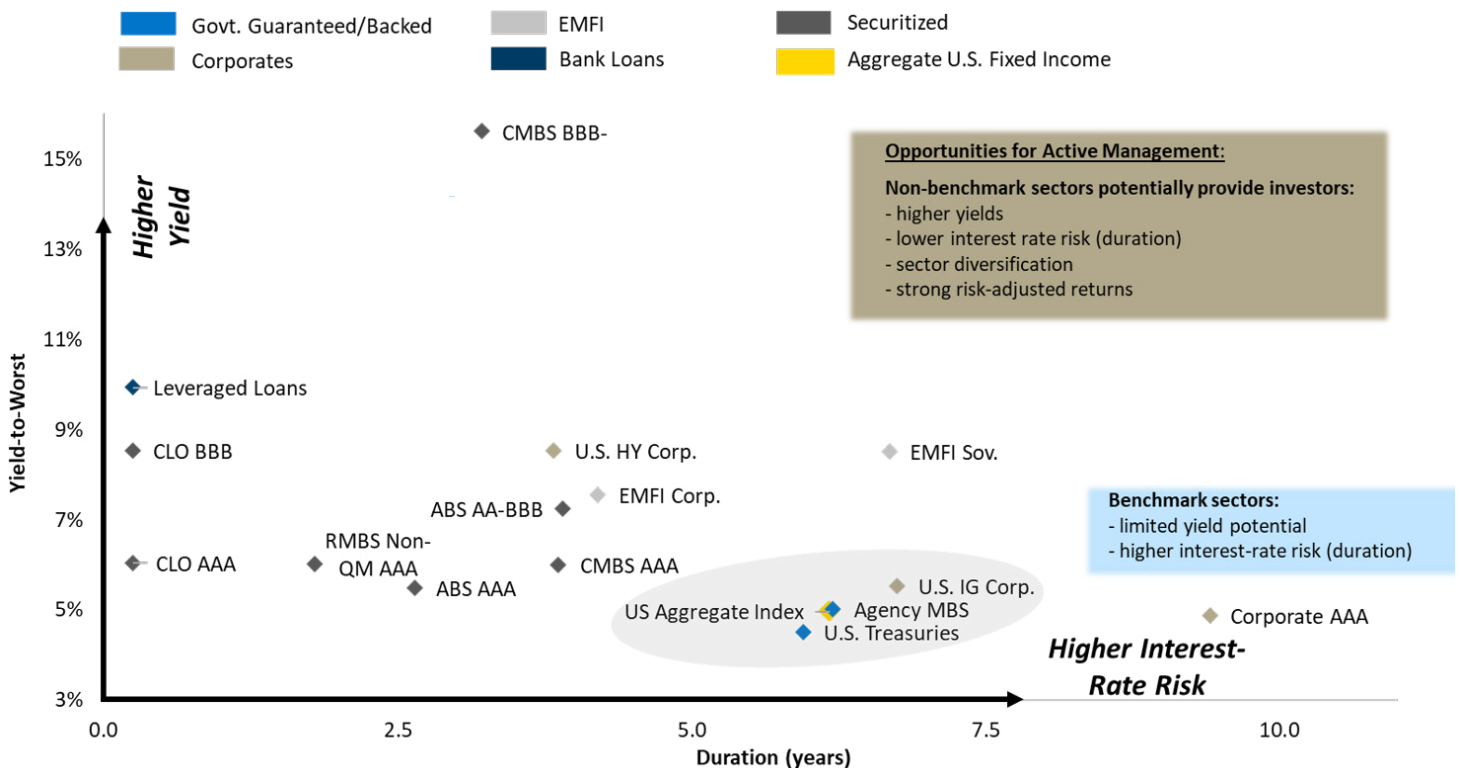 Govt. Guaranteed/Backed
EMFI
Securitized
Corporates
Bank Loans
Aggregate U.S. Fixed Income
CMBS BBB-
15%
Opportunities for Active Management:
Non-benchmark sectors potentially provide investors:
- higher yields
- lower interest rate risk (duration)
- sector diversification
- strong risk-adjusted returns
Higher
Yield
13%
11%
Yield-to-Worst
Leveraged Loans
9%
CLO BBB
U.S. HY Corp.
EMFI Sov.
EMFI Corp.
ABS AA-BBB
7%
Benchmark sectors:
- limited yield potential
- higher interest-rate risk (duration)
RMBS Non-
QM AAA
CLO AAA
CMBS AAA
ABS AAA
U.S. IG Corp.
5%
US Aggregate Index
Agency MBS
U.S. Treasuries
Corporate AAA
Higher Interest-
Rate Risk
3%
0.0
2.5
5.0
7.5
10.0
Duration (years)